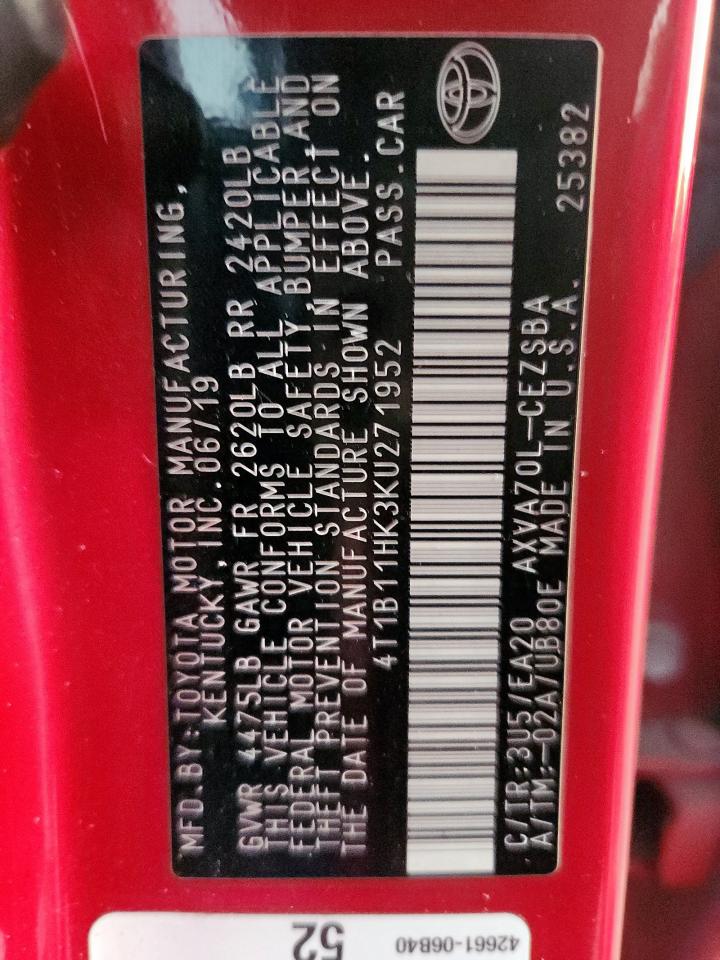 MFD.BY:TOYOTA MOTOR MANUFACTURING,
KENTUCKY,INC.06/19
GVWR 4475LB GAWR FR 2620LB RR 2420LB
THIS VEHICLE CONFORMS TO ALL APPLICABLE
FEDERAL MOTOR VEHICLE SAFETY,BUMPER,AND
THEFT PREVENTION STANDARDS IN EFFECT ON
THE DATE OF MANUFACTURE SHOWN ABOVE.
4T1B11HK3KU271952 PASS.CAR
C/TR:3U5/EA20 AXVA70L-CEZSBA 25382
A/TM:-02A/UB80E MADE IN U.S.A.
52
42661-06B40